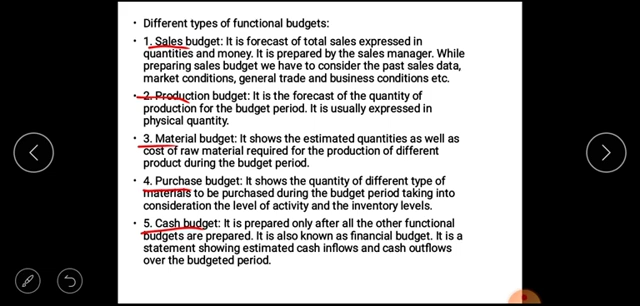 • Different types of functional budgets:
• 1. Sales budget: It is forecast of total sales expressed in
quantities and money. It is prepared by the sales manager. While
preparing sales budget we have to consider the past sales data,
market conditions, general trade and business conditions etc.
• 2. Production budget: It is the forecast of the quantity of
production for the budget period. It is usually expressed in
physical quantity.
• 3. Material budget: It shows the estimated quantities as well as
cost of raw material required for the production of different
product during the budget period.
• 4. Purchase budget: It shows the quantity of different type of
materials to be purchased during the budget period taking into
consideration the level of activity and the inventory levels.
• 5. Cash budget: It is prepared only after all the other functional
budgets are prepared. It is also known as financial budget. It is a
statement showing estimated cash inflows and cash outflows
over the budgeted period.